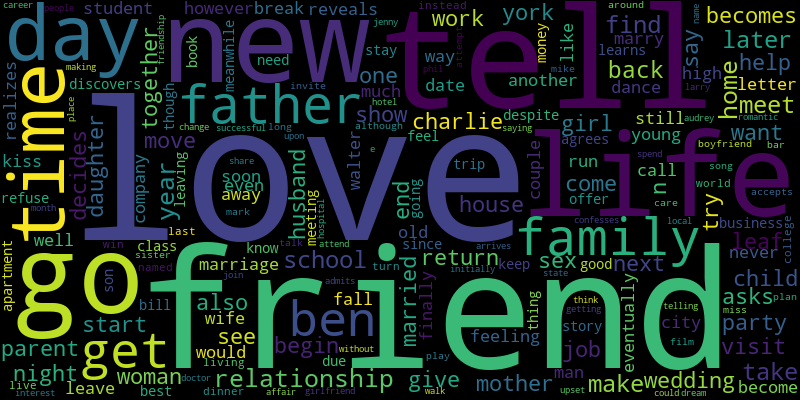 career
people
day
new
tell
student
however
break
reveals
jenny
instead
work
york
around
name
becomes
realizes
making
place
discovers
together
book
meanwhile
friendship
need
stay
invite
one
much
show
way
date
like
another
find
back
money
marry
say
learns
high
dance
later
help
letter
meet
home
time
father
though
decides
daughter
move
year
company
change
hotel
successful
long
although
charlie
despite
girl
attempt
phil
mike
larry
audrey
romantic
still
young
want
kiss
refuse
month
love
life
leaving
soon
even
away
share
upon
saying
feel
walter
e
trip
couple
agrees
run
come
offer
spend
boyfriend
song
bar
call
n
world
care
accepts
try
apartment
go
well
son
win
last
class
sister
named
marriage
mark
talk
husband
meeting
hospital
attend
end
going
old
since
house
family
confesses
local
business
leaf
never
college
child
friend
know
school
turn
return
keep
arrives
initially
sex
good
state
next
asks
plan
parent
start
bill
also
wife
see
would
join
begin
ben
admits
fall
without
married
finally
feeling
thing
story
think
getting
job
city
telling
miss
party
visit
night
live
interest
get
leave
woman
best
living
doctor
dinner
relationship
affair
girlfriend
due
play
walk
give
mother
man
upset
eventually
make
wedding
film
could
dream
take
become